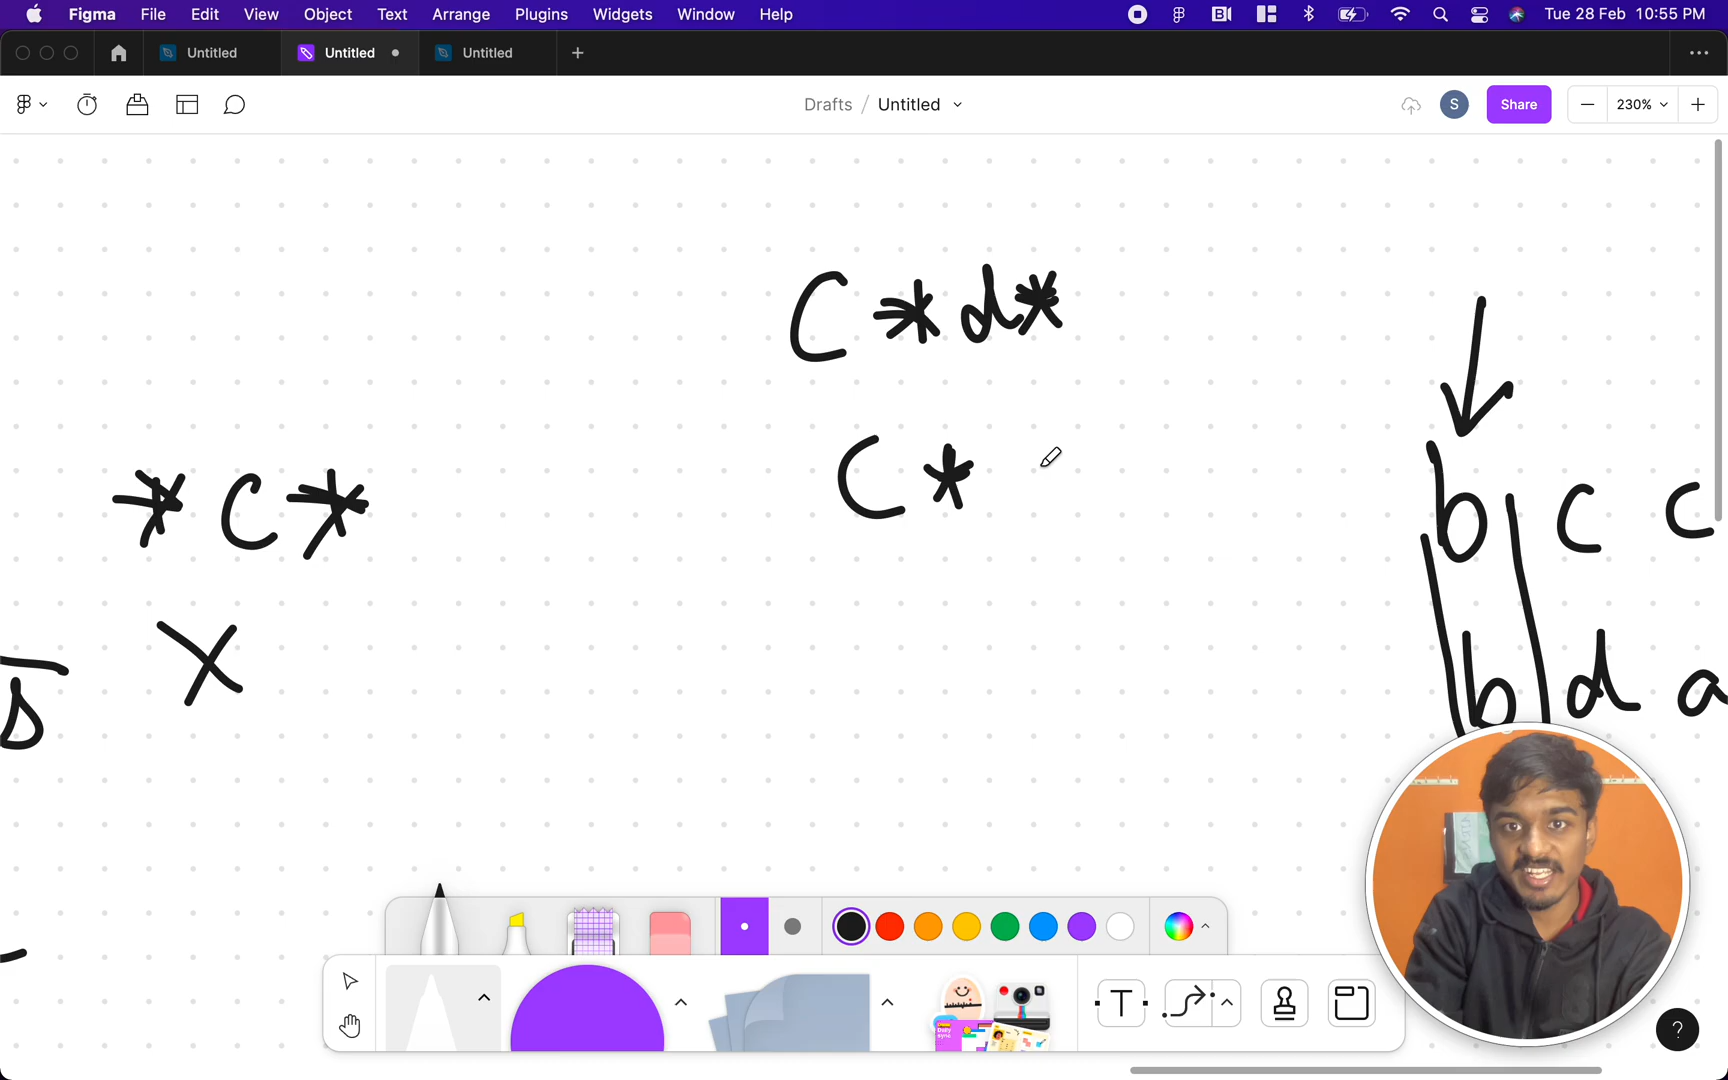 Figma File Edit View Object Text Arrange Plugins Widgets Window Help Tue 28 Feb 10:55 PM
Untitled Untitled Untitled
Drafts / Untitled S Share 230%
C * d *
C *
* C *
X
s
b c c
b d a
T
?